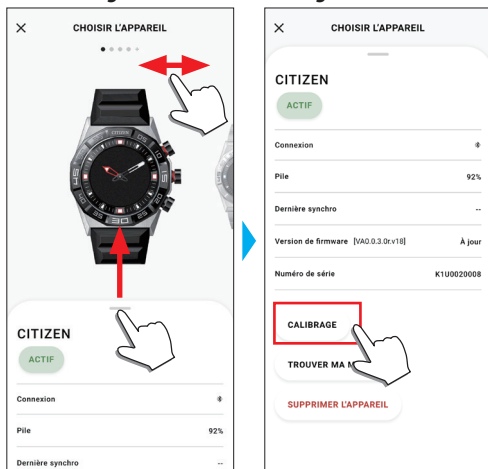 CHOISIR L'APPAREIL
CITIZEN
ACTIF
Connexion
Pile 92%
Dernière synchro --
CHOISIR L'APPAREIL
CITIZEN
ACTIF
Connexion
Pile 92%
Dernière synchro --
Version de firmware [VA0.0.3.0r.v18] À jour
Numéro de série K1U0020008
CALIBRAGE
TROUVER MA
SUPPRIMER L'APPAREIL